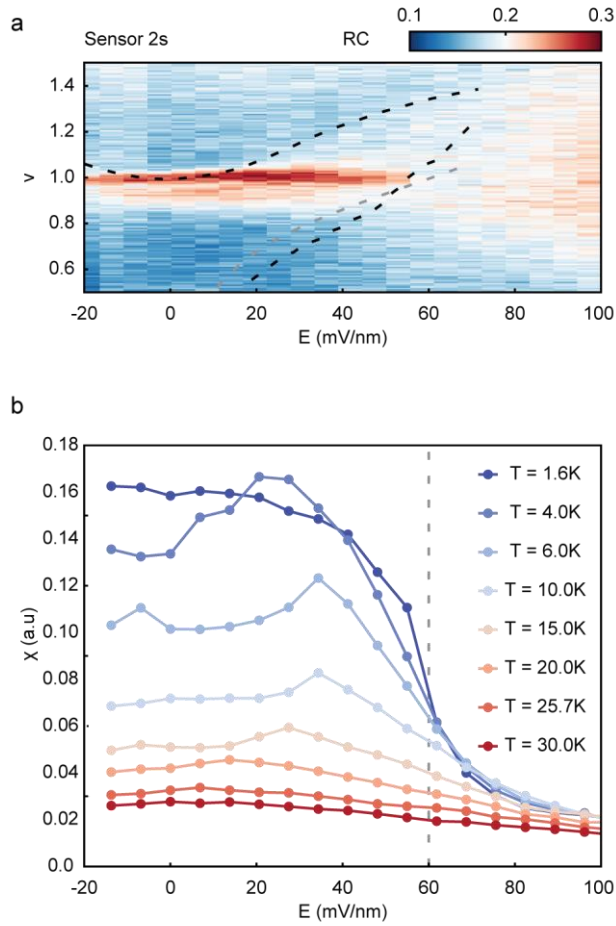 a
Sensor 2s RC 0.1 0.2 0.3
1.4
1.2
1.0
0.8
0.6
ν
-20 0 20 40 60 80 100
E (mV/nm)
b
0.18
0.16
0.14
0.12
0.10
0.08
0.06
0.04
0.02
0.0
χ (a.u)
T = 1.6K
T = 4.0K
T = 6.0K
T = 10.0K
T = 15.0K
T = 20.0K
T = 25.7K
T = 30.0K
-20 0 20 40 60 80 100
E (mV/nm)